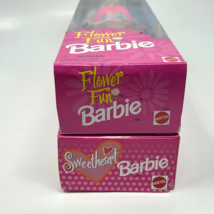 Flower
Fun
Barbie
Flower
Fun
Barbie
MATTEL
Sweetheart Barbie
MATTEL